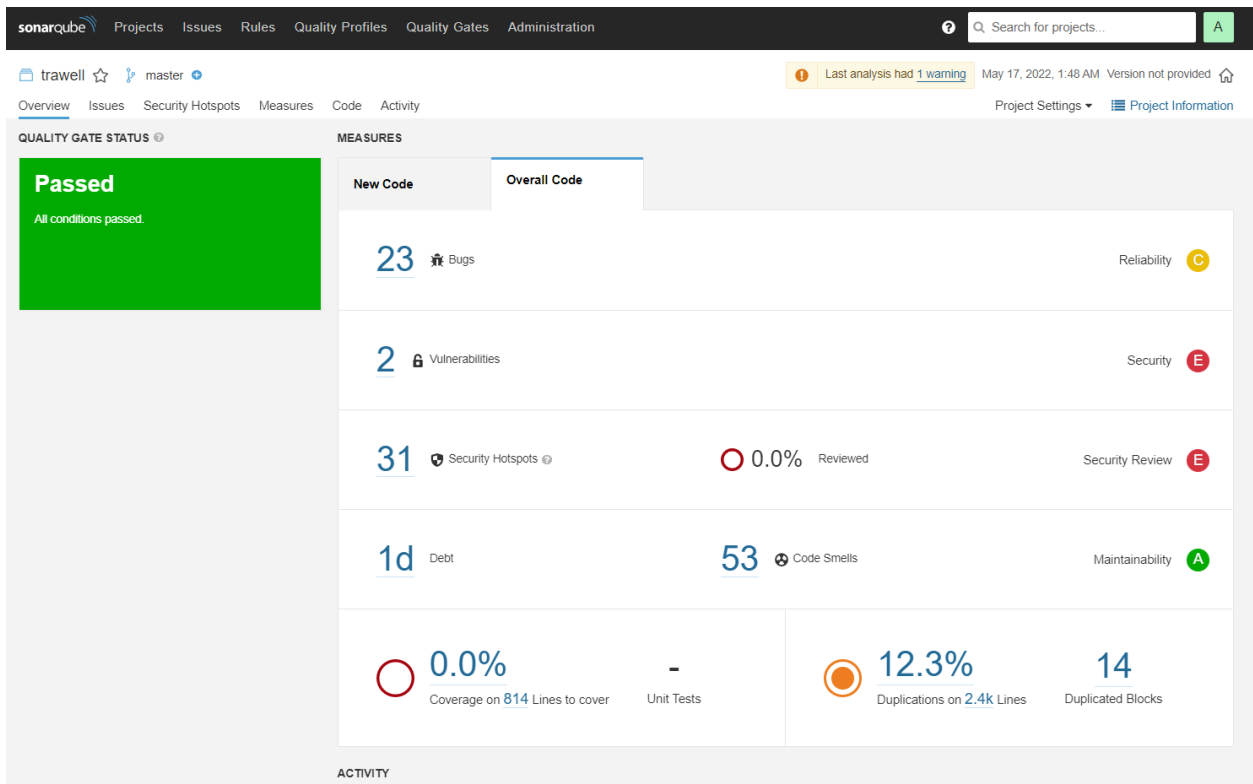 sonarqube Projects Issues Rules Quality Profiles Quality Gates Administration ? Search for projects... A
trawell master Last analysis had 1 warning May 17, 2022, 1:48 AM Version not provided
Overview Issues Security Hotspots Measures Code Activity Project Settings Project Information
QUALITY GATE STATUS ?
MEASURES
Passed
All conditions passed.
New Code Overall Code
23 Bugs Reliability C
2 Vulnerabilities Security E
31 Security Hotspots ? 0.0% Reviewed Security Review E
1d Debt 53 Code Smells Maintainability A
0.0% - 12.3% 14
Coverage on 814 Lines to cover Unit Tests Duplications on 2.4k Lines Duplicated Blocks
ACTIVITY